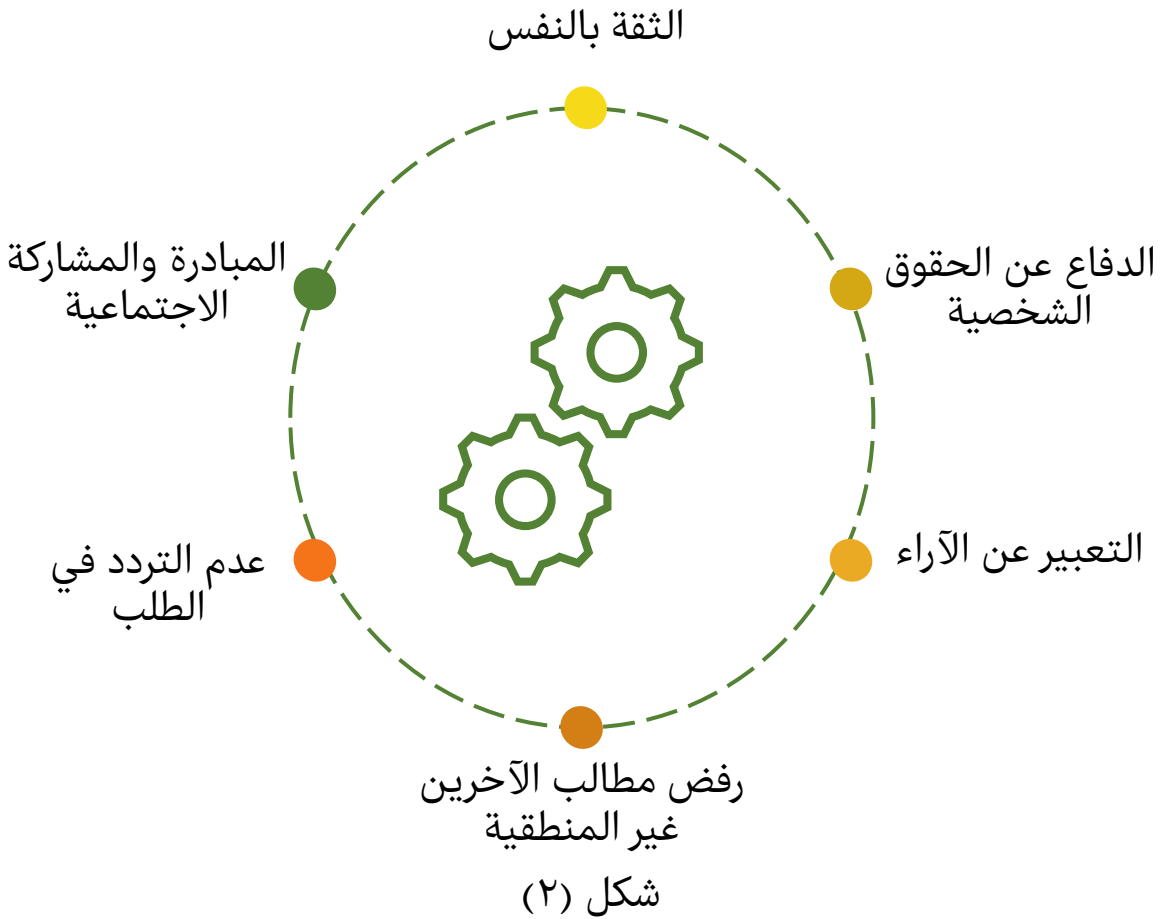 الثقة بالنفس
الدفاع عن الحقوق
الشخصية
التعبير عن الآراء
رفض مطالب الآخرين
غير المنطقية
عدم التردد في
الطلب
المبادرة والمشاركة
الاجتماعية
شكل (٢)